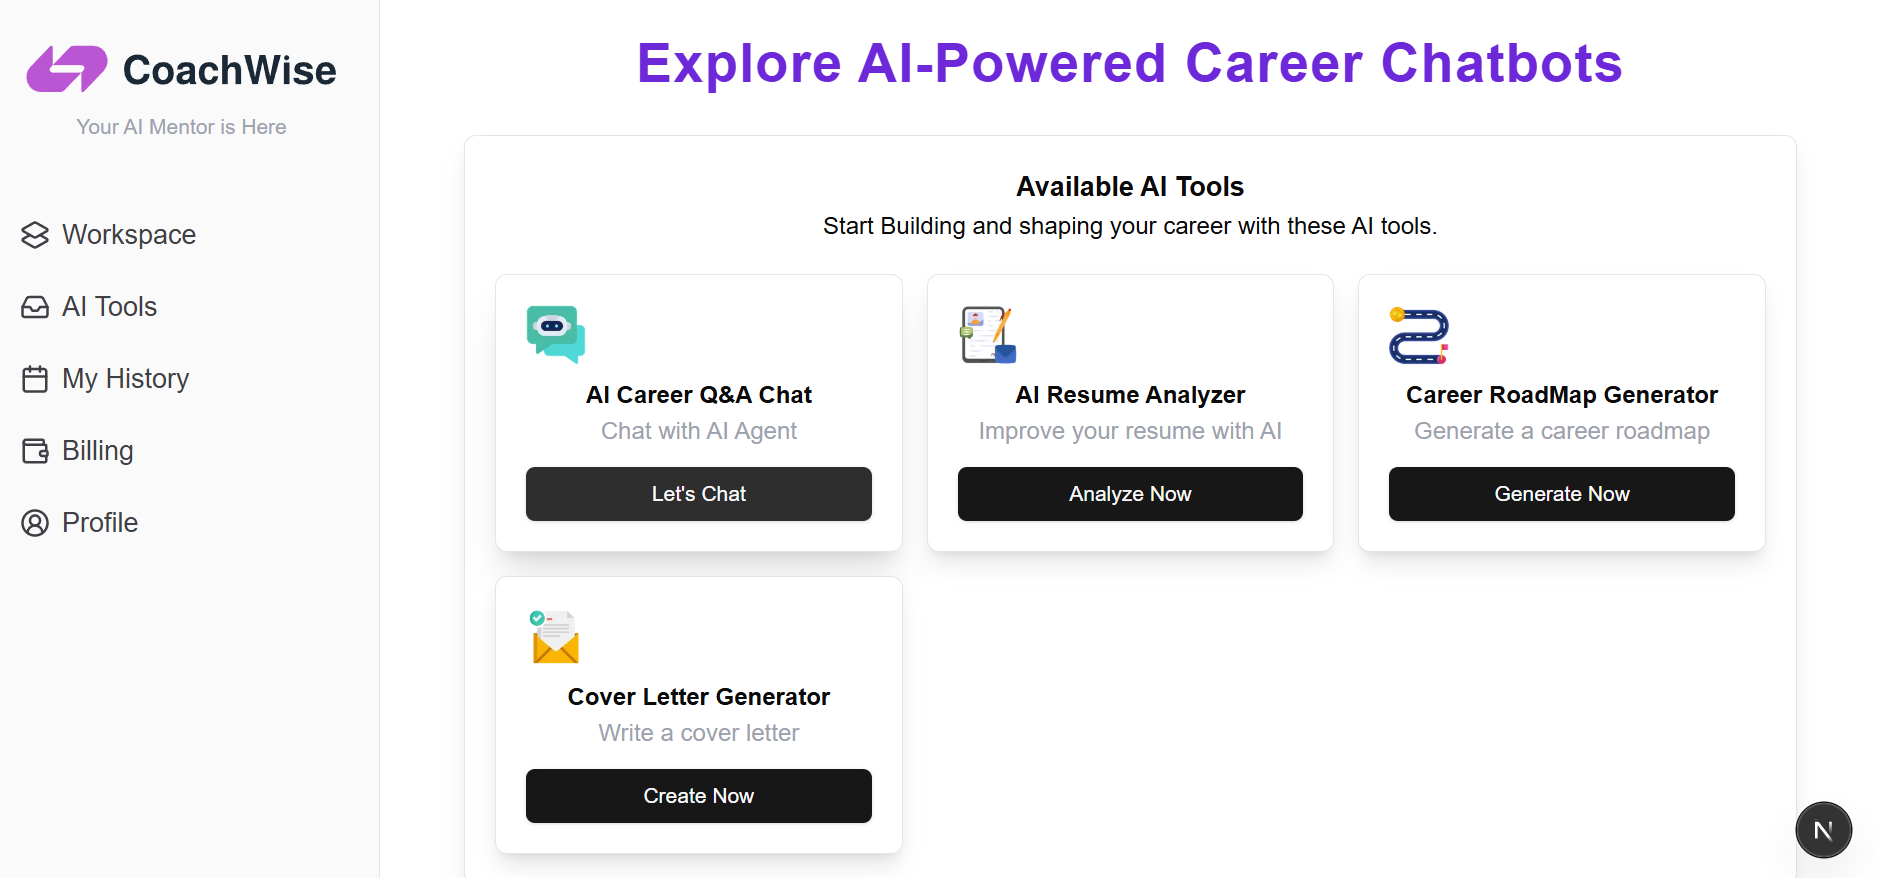 CoachWise
Your AI Mentor is Here
Workspace
AI Tools
My History
Billing
Profile
Explore AI-Powered Career Chatbots
Available AI Tools
Start Building and shaping your career with these AI tools.
AI Career Q&A Chat
Chat with AI Agent
Let's Chat
AI Resume Analyzer
Improve your resume with AI
Analyze Now
Career RoadMap Generator
Generate a career roadmap
Generate Now
Cover Letter Generator
Write a cover letter
Create Now
N